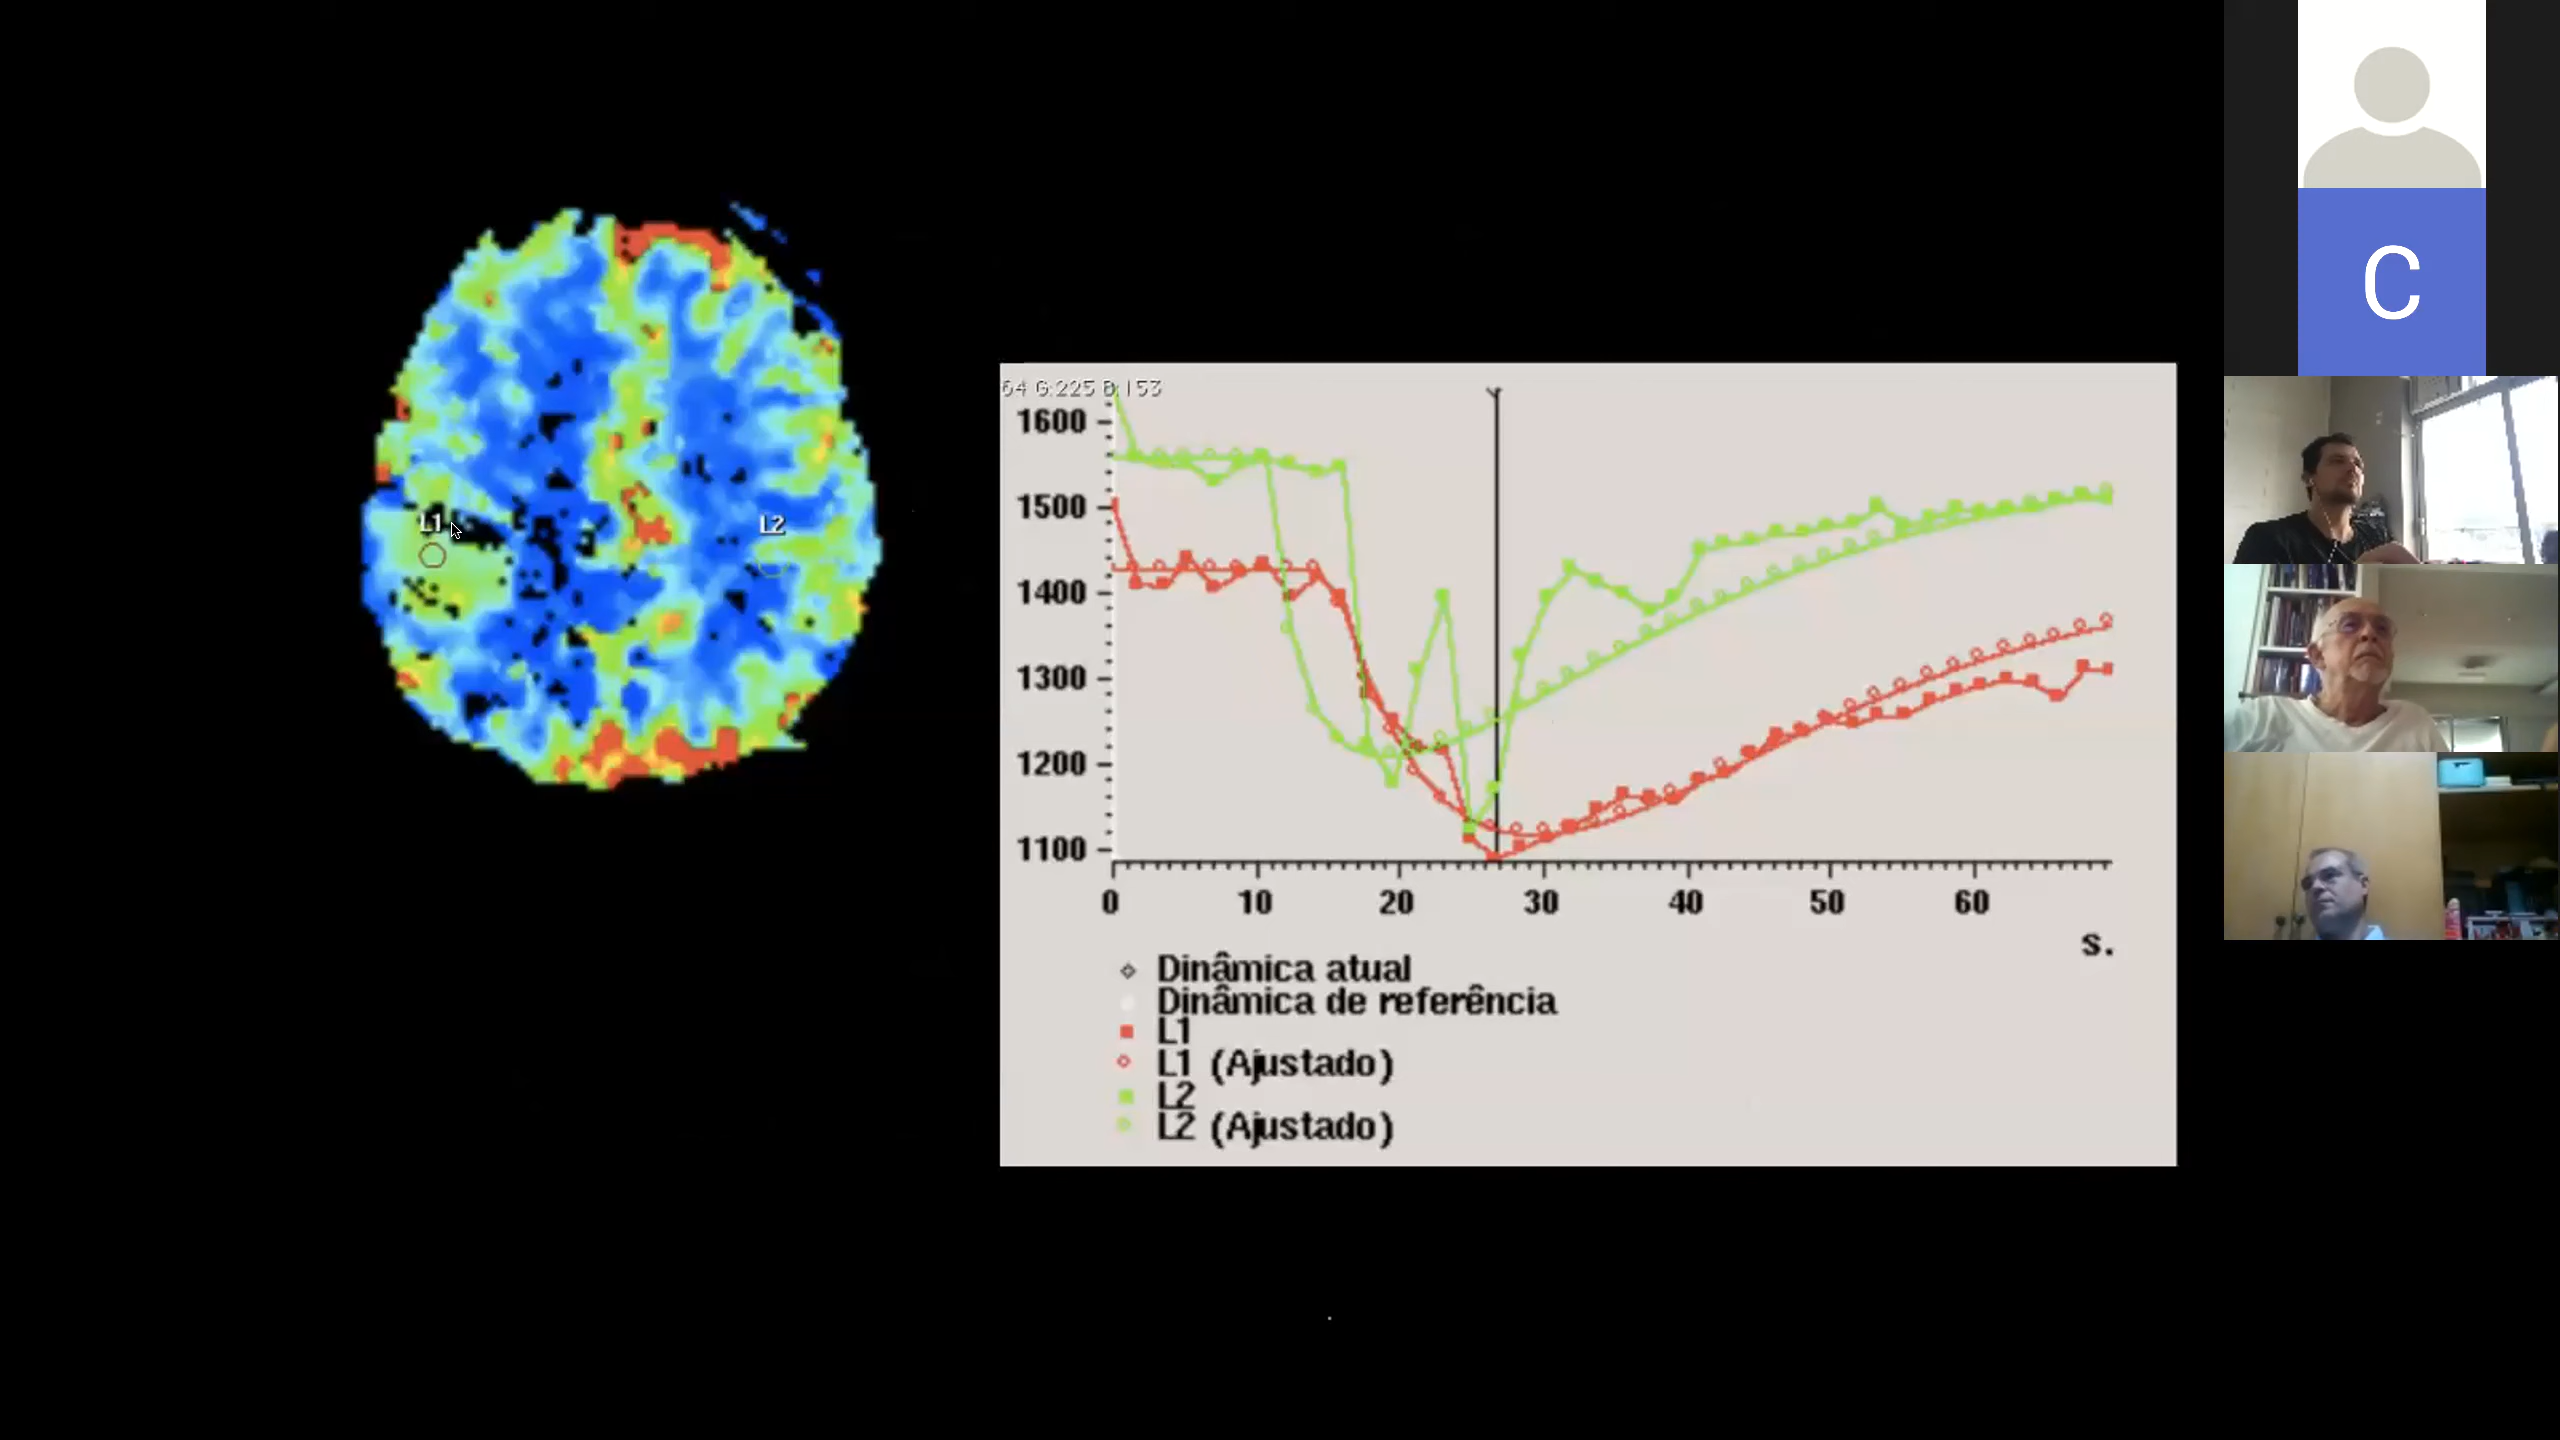 L1
L2
G:225
1600
1500
1400
1300
1200
1100
0 10 20 30 40 50 60
s.
Dinâmica atual
Dinâmica de referência
L1
L1 (Ajustado)
L2
L2 (Ajustado)
C